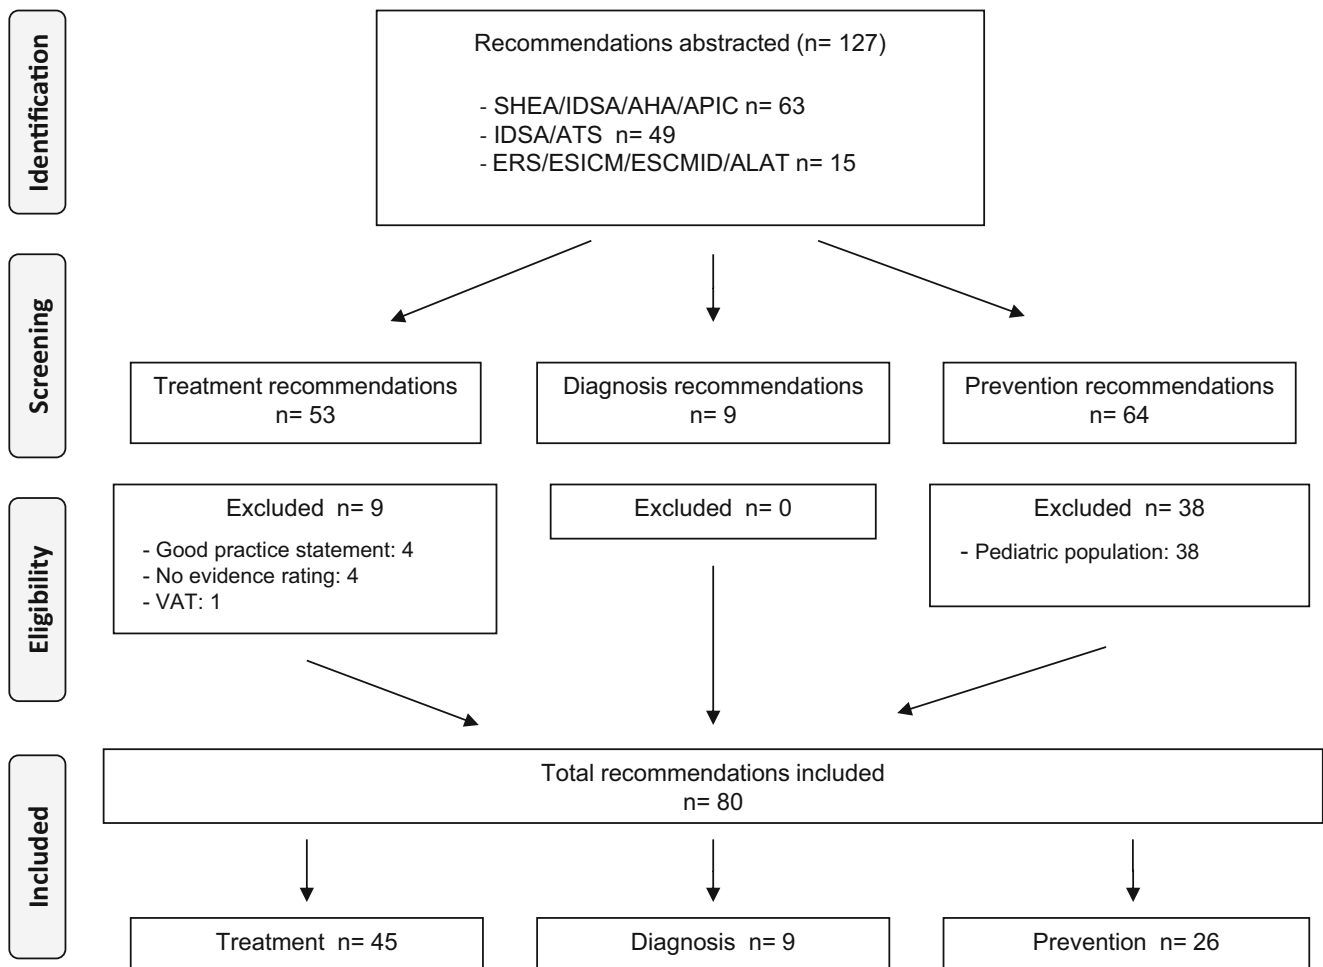 Identification
Recommendations abstracted (n= 127)
- SHEA/IDSA/AHA/APIC n= 63
- IDSA/ATS n= 49
- ERS/ESICM/ESCMID/ALAT n= 15
Screening
Treatment recommendations
n= 53
Diagnosis recommendations
n= 9
Prevention recommendations
n= 64
Eligibility
Excluded n= 9
- Good practice statement: 4
- No evidence rating: 4
- VAT: 1
Excluded n= 0
Excluded n= 38
- Pediatric population: 38
Included
Total recommendations included
n= 80
Treatment n= 45
Diagnosis n= 9
Prevention n= 26